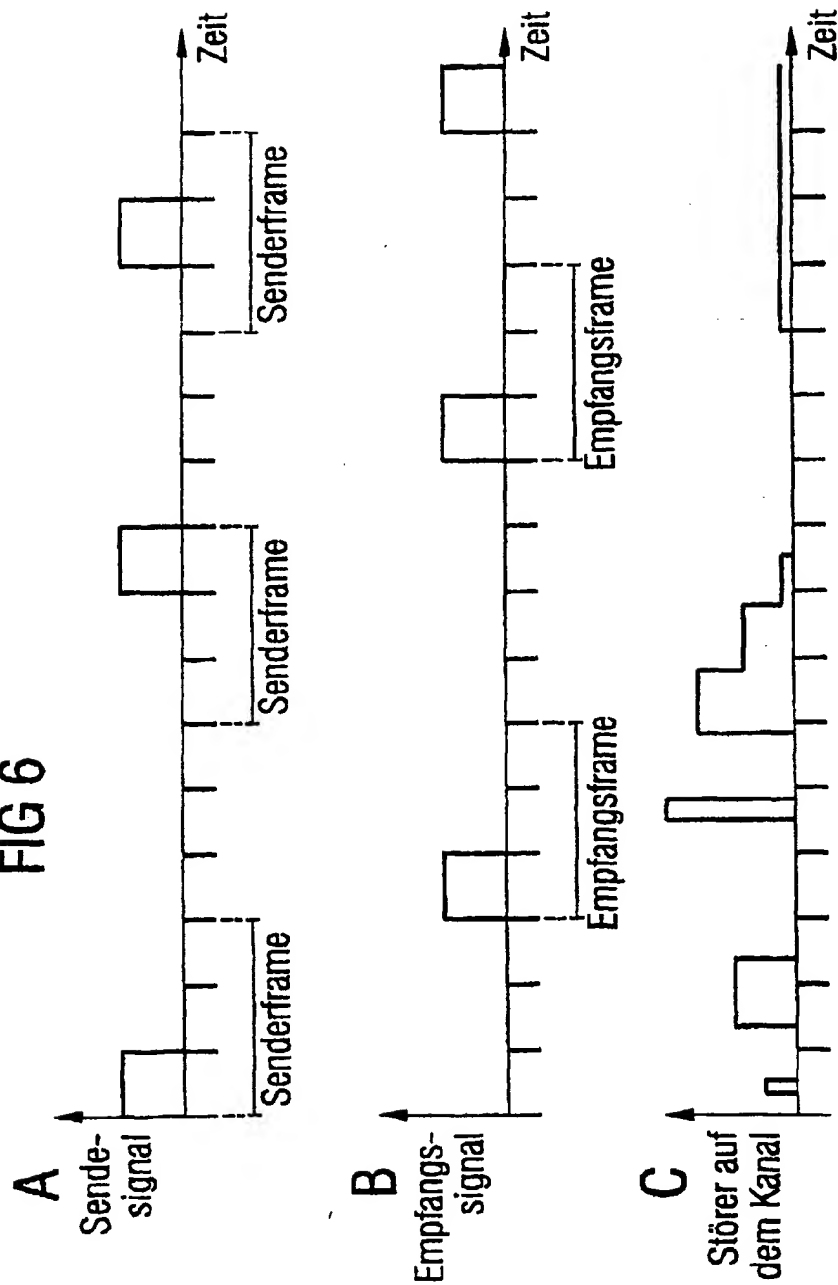 FIG 6
A
Sende-
signal
Zeit
Senderframe
Senderframe
Senderframe
B
Empfangs-
signal
Zeit
Empfangsframe
Empfangsframe
C
Störer auf
dem Kanal
Zeit